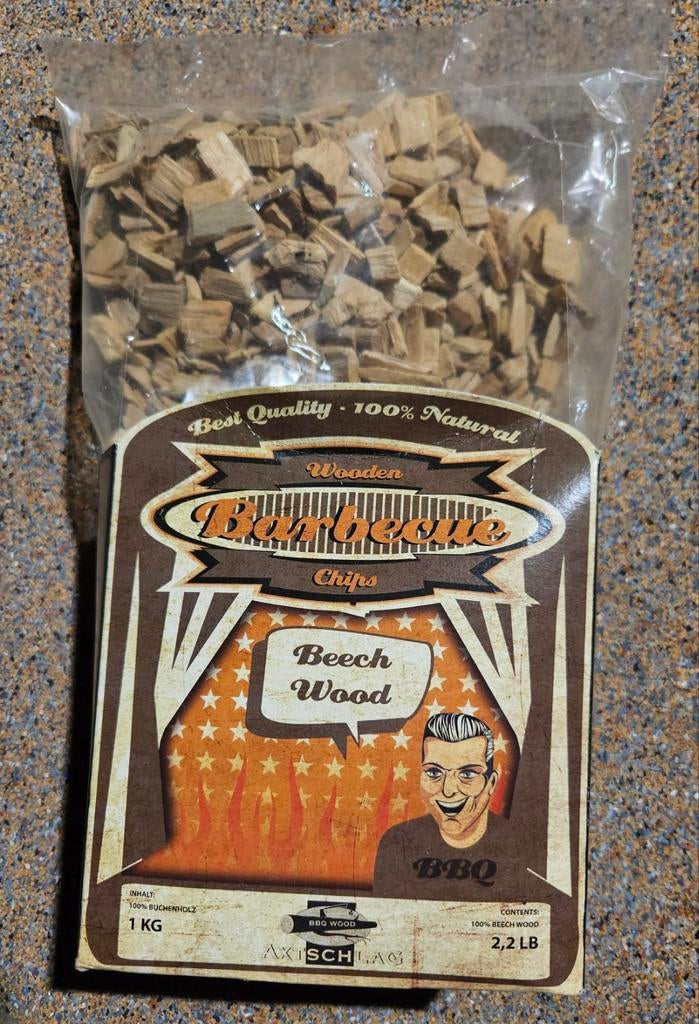 Best Quality - 100% Natural
Wooden
Barbecue
Chips
Beech
Wood
BBQ
INHALT:
100% BUCHENHOLZ
1 KG
BBQ WOOD
AXTSCHLAG
CONTENTS:
100% BEECH WOOD
2,2 LB